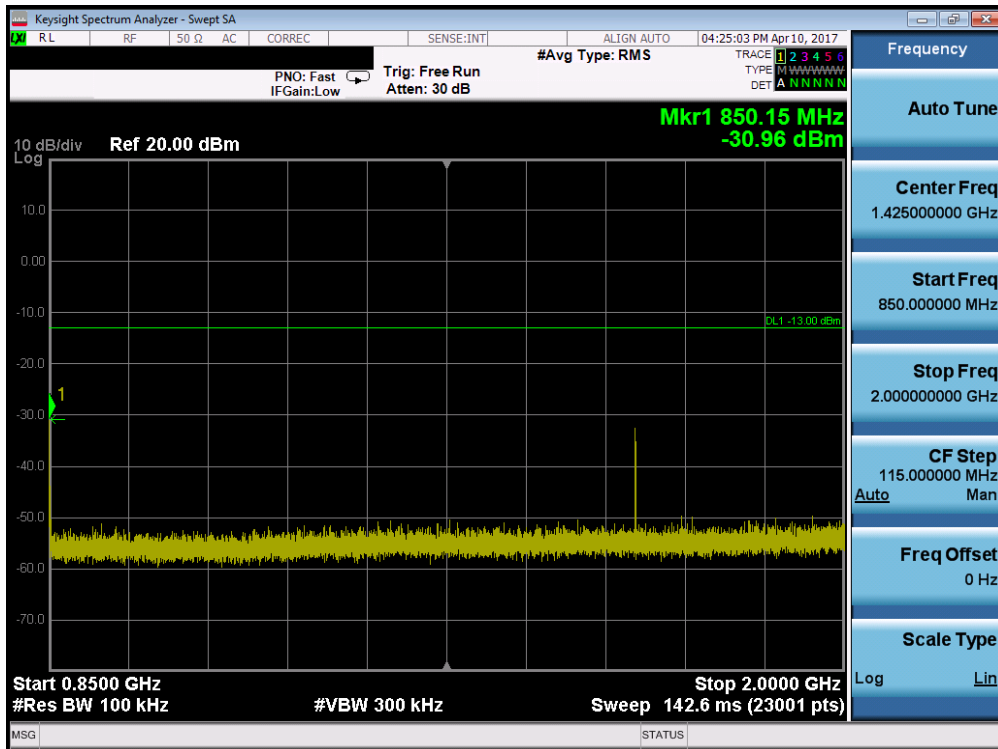 Keysight Spectrum Analyzer - Swept SA
LXI RL RF 50 Ω AC CORREC SENSE:INT ALIGN AUTO 04:25:03 PM Apr 10, 2017
PNO: Fast Trig: Free Run #Avg Type: RMS TRACE 1 2 3 4 5 6
IFGain:Low Atten: 30 dB TYPE M W W W W W
DET A N N N N N
Mkr1 850.15 MHz
-30.96 dBm
10 dB/div Ref 20.00 dBm
Log
10.0
0.00
-10.0
DL1 -13.00 dBm
-20.0
1
-30.0
-40.0
-50.0
-60.0
-70.0
Start 0.8500 GHz Stop 2.0000 GHz
#Res BW 100 kHz #VBW 300 kHz Sweep 142.6 ms (23001 pts)
MSG STATUS
Frequency
Auto Tune
Center Freq
1.425000000 GHz
Start Freq
850.000000 MHz
Stop Freq
2.000000000 GHz
CF Step
115.000000 MHz
Auto Man
Freq Offset
0 Hz
Scale Type
Log Lin